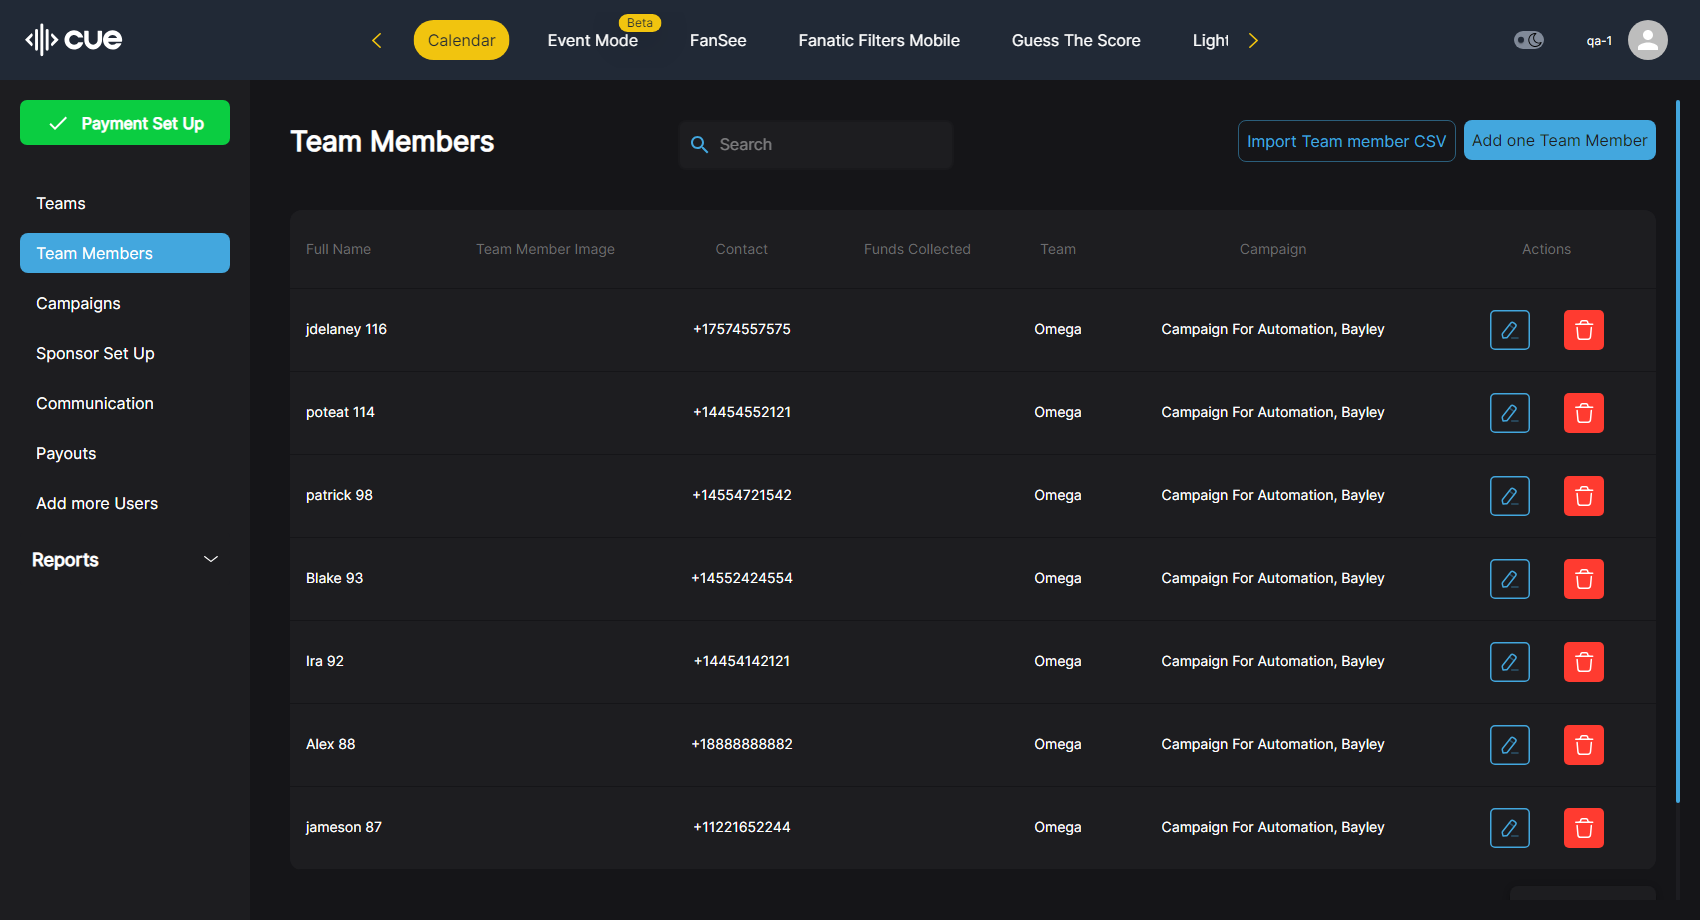 cue
Calendar
Event Mode
Beta
FanSee
Fanatic Filters Mobile
Guess The Score
Light
qa-1
Payment Set Up
Teams
Team Members
Campaigns
Sponsor Set Up
Communication
Payouts
Add more Users
Reports
Team Members
Search
Import Team member CSV
Add one Team Member
Full Name Team Member Image Contact Funds Collected Team Campaign Actions
jdelaney 116 +17574557575 Omega Campaign For Automation, Bayley
poteat 114 +14454552121 Omega Campaign For Automation, Bayley
patrick 98 +14554721542 Omega Campaign For Automation, Bayley
Blake 93 +14552424554 Omega Campaign For Automation, Bayley
Ira 92 +14454142121 Omega Campaign For Automation, Bayley
Alex 88 +18888888882 Omega Campaign For Automation, Bayley
jameson 87 +11221652244 Omega Campaign For Automation, Bayley